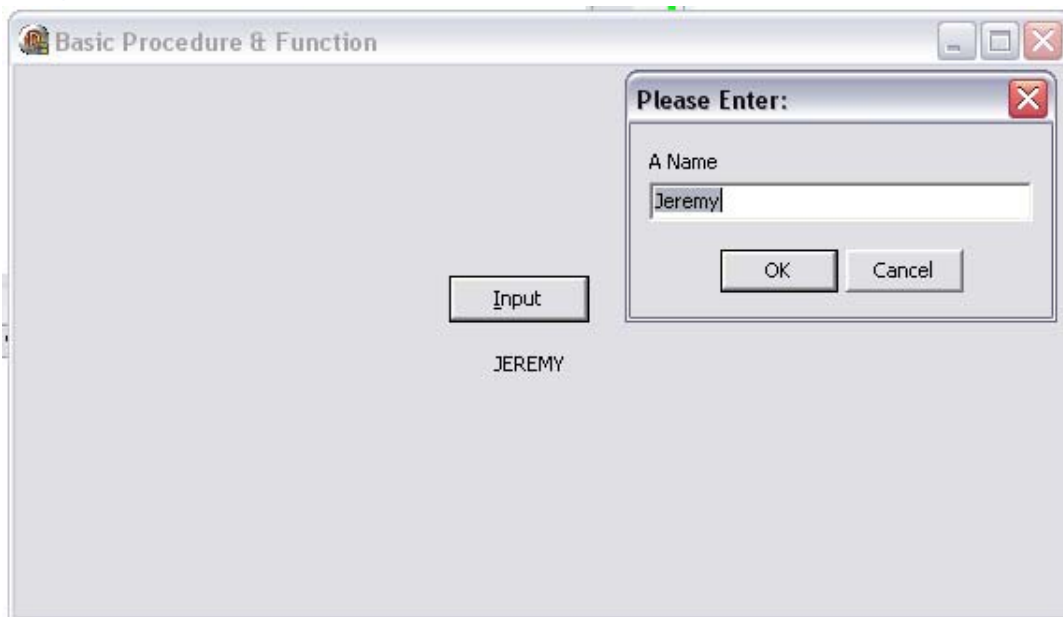 Basic Procedure & Function
Please Enter:
A Name
Jeremy
OK Cancel
Input
JEREMY